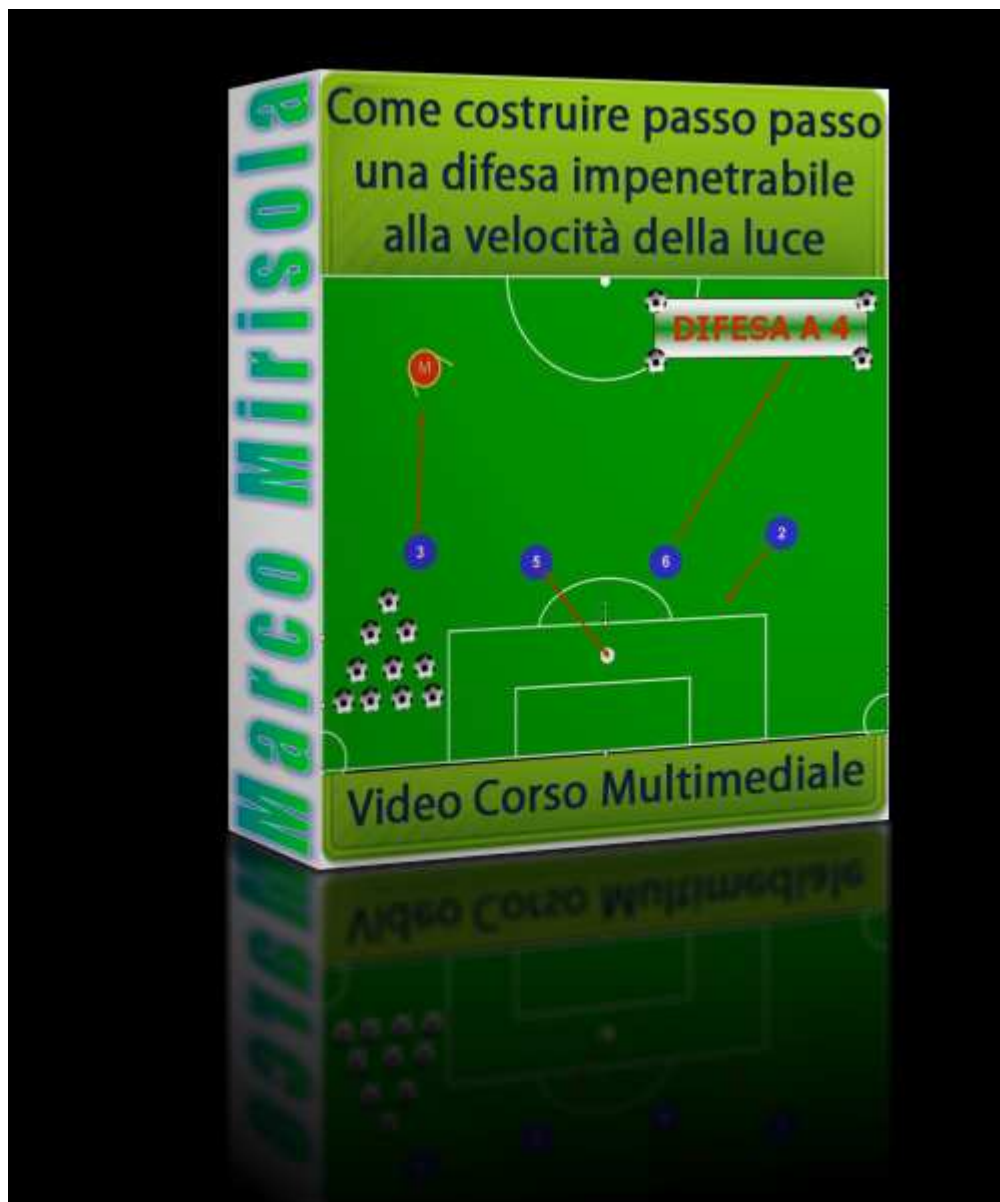 Marco Mirisola
Come costruire passo passo
una difesa impenetrabile
alla velocità della luce
DIFESA A 4
M
3
5
6
2
Video Corso Multimediale